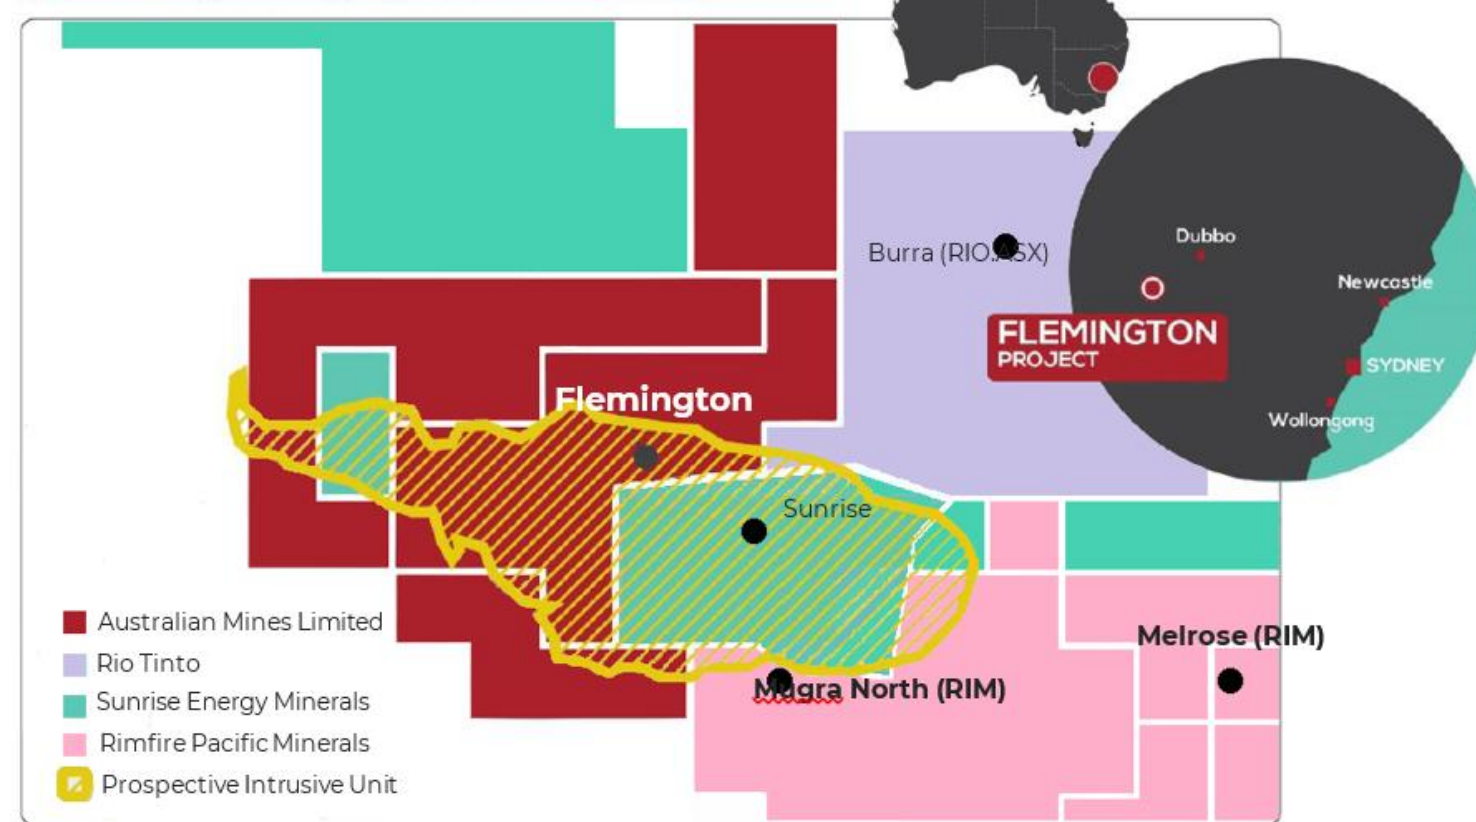 Dubbo
Burra (RIO.ASX)
Newcastle
FLEMINGTON
PROJECT
SYDNEY
Flemington
Wollongong
Sunrise
Australian Mines Limited
Melrose (RIM)
Rio Tinto
Mugra North (RIM)
Sunrise Energy Minerals
Rimfire Pacific Minerals
Prospective Intrusive Unit